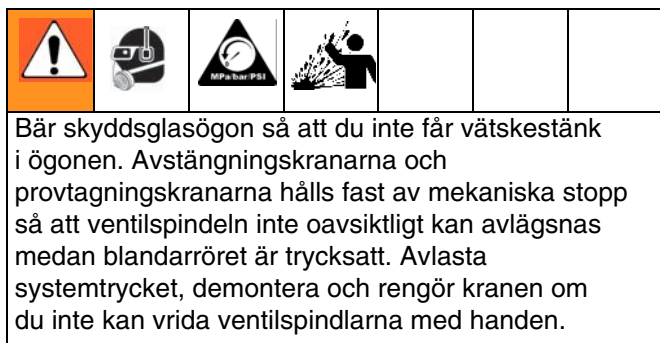 MPa/bar/PSI
Bär skyddsglasögon så att du inte får vätskestänk
i ögonen. Avstängningskranarna och
provtagningskranarna hålls fast av mekaniska stopp
så att ventilspindeln inte oavsiktligt kan avlägsnas
medan blandarröret är trycksatt. Avlasta
systemtrycket, demontera och rengör kranen om
du inte kan vrida ventilspindlarna med handen.